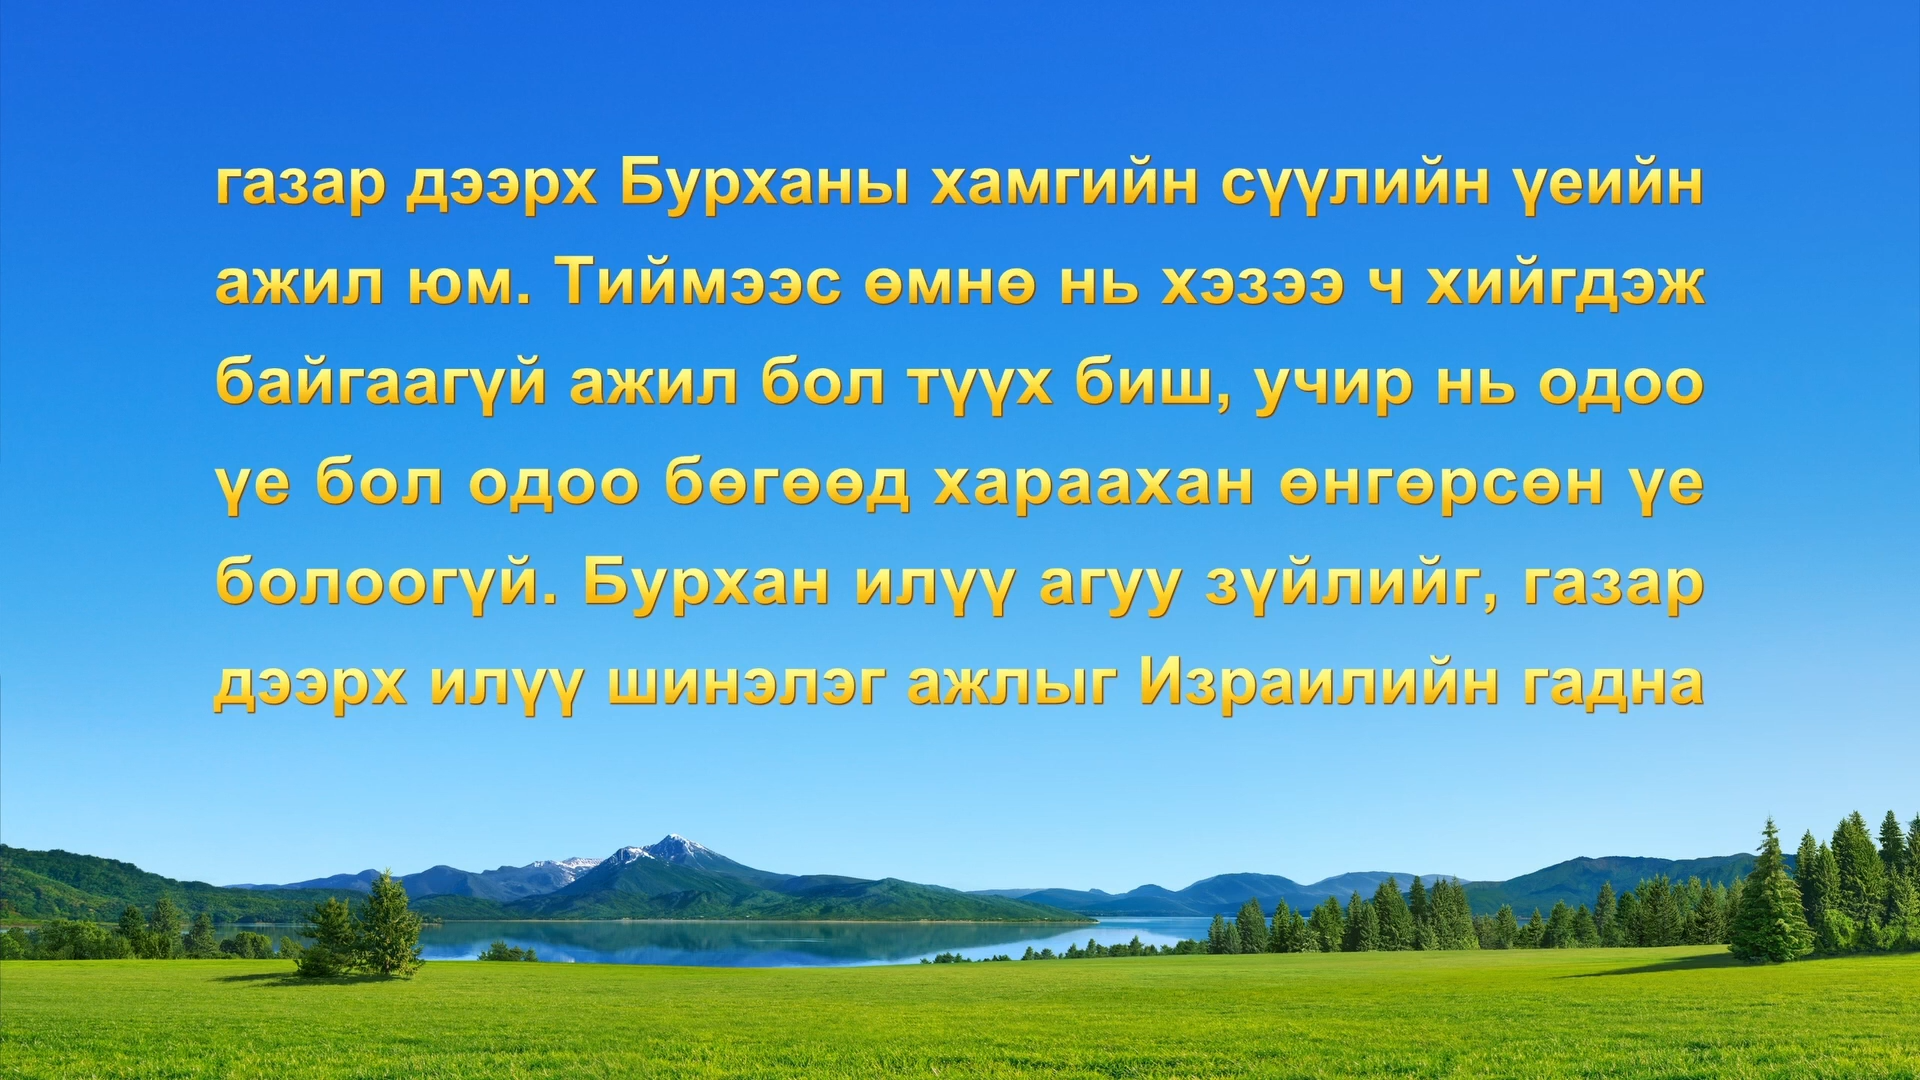 газар дээрх Бурханы хамгийн сүүлийн үеийн
ажил юм. Тиймээс өмнө нь хэзээ ч хийгдэж
байгаагүй ажил бол түүх биш, учир нь одоо
үе бол одоо бөгөөд хараахан өнгөрсөн үе
болоогүй. Бурхан илүү агуу зүйлийг, газар
дээрх илүү шинэлэг ажлыг Израилийн гадна